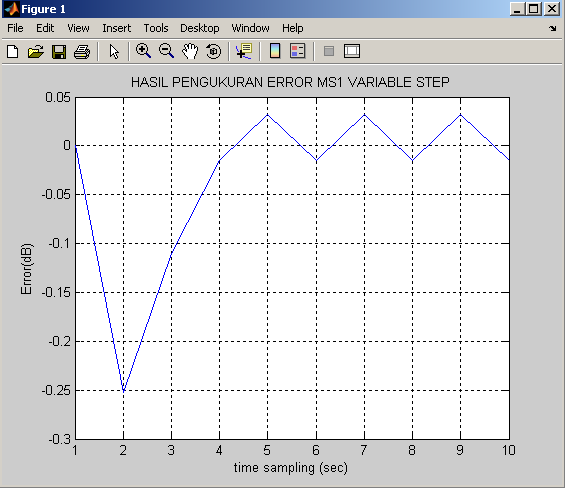 Figure 1
File Edit View Insert Tools Desktop Window Help
HASIL PENGUKURAN ERROR MS1 VARIABLE STEP
0.05
0
-0.05
-0.1
-0.15
-0.2
-0.25
-0.3
Error(dB)
1 2 3 4 5 6 7 8 9 10
time sampling (sec)